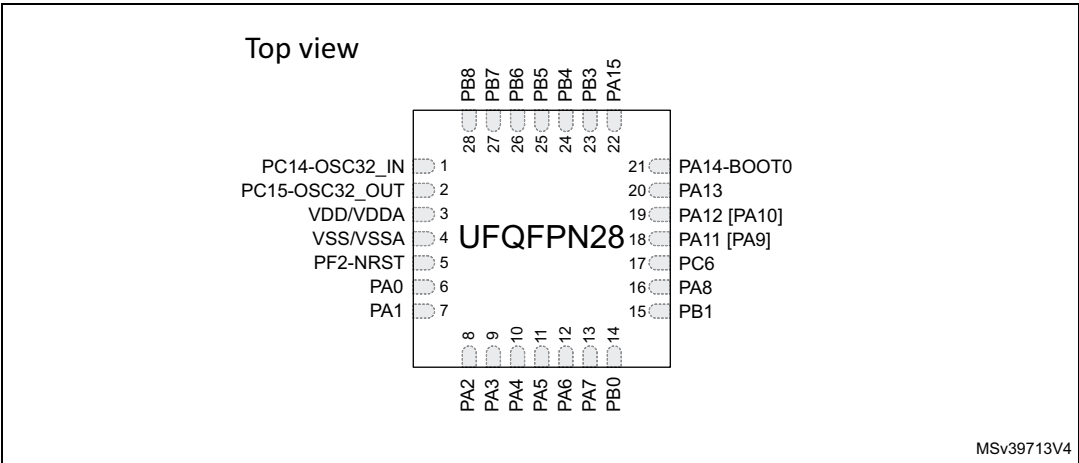 Top view
PB8
PB7
PB6
PB5
PB4
PB3
PA15
28
27
26
25
24
23
22
PC14-OSC32_IN 1
PC15-OSC32_OUT 2
VDD/VDDA 3
VSS/VSSA 4
PF2-NRST 5
PA0 6
PA1 7
UFQFPN28
21 PA14-BOOT0
20 PA13
19 PA12 [PA10]
18 PA11 [PA9]
17 PC6
16 PA8
15 PB1
8
9
10
11
12
13
14
PA2
PA3
PA4
PA5
PA6
PA7
PB0
MSv39713V4